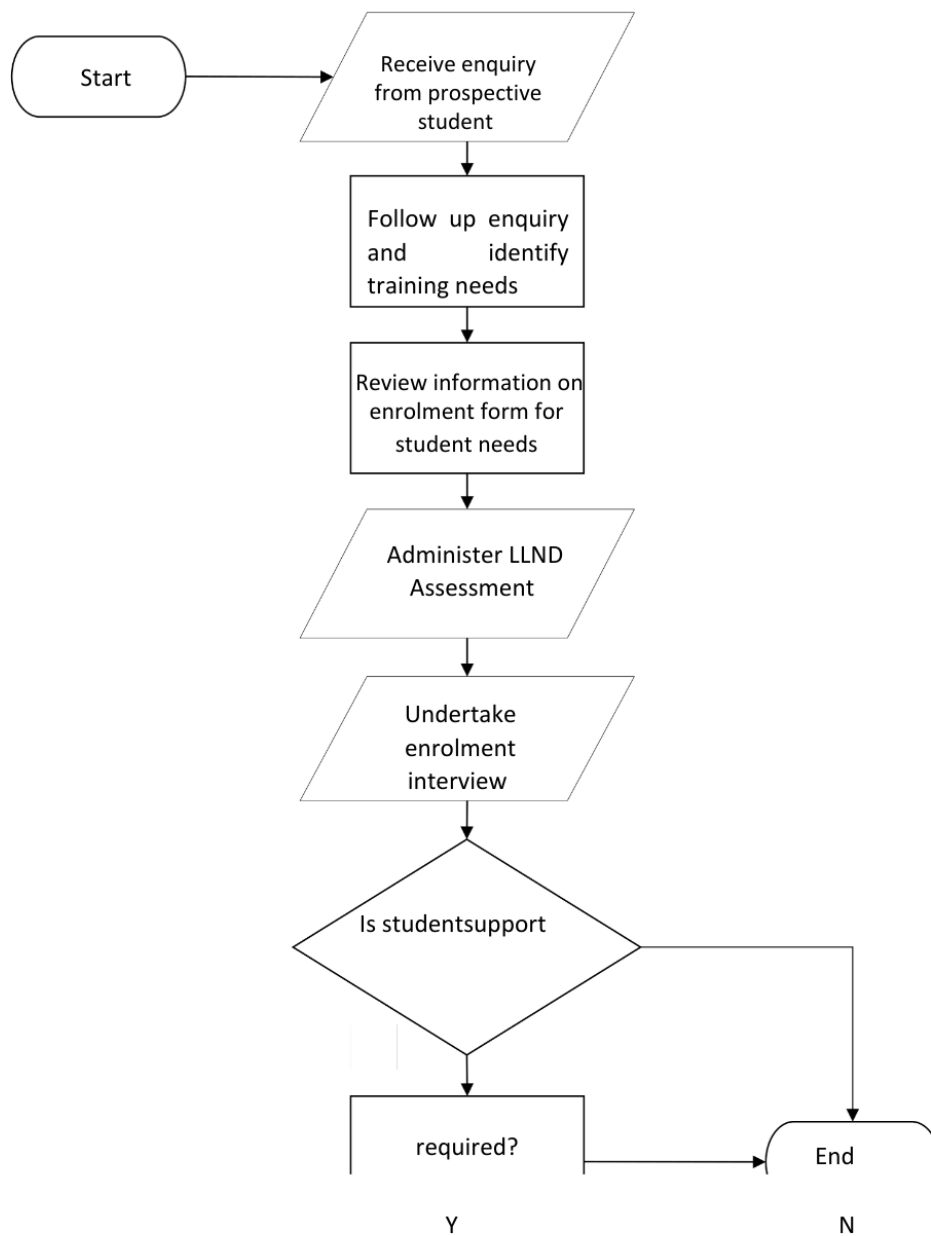 Start
Receive enquiry
from prospective
student
Follow up enquiry
and identify
training needs
Review information on
enrolment form for
student needs
Administer LLND
Assessment
Undertake
enrolment
interview
Is studentsupport
required?
End
Y
N